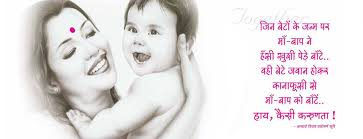 जिन बेटों के जन्म पर
माँ-बाप ने
हँसी खुशी पेडे बाँटे..
वही बेटे जवान होकर
कानाफूसी से
माँ-बाप को बाँटें..
हाय, कैसी करुणता !